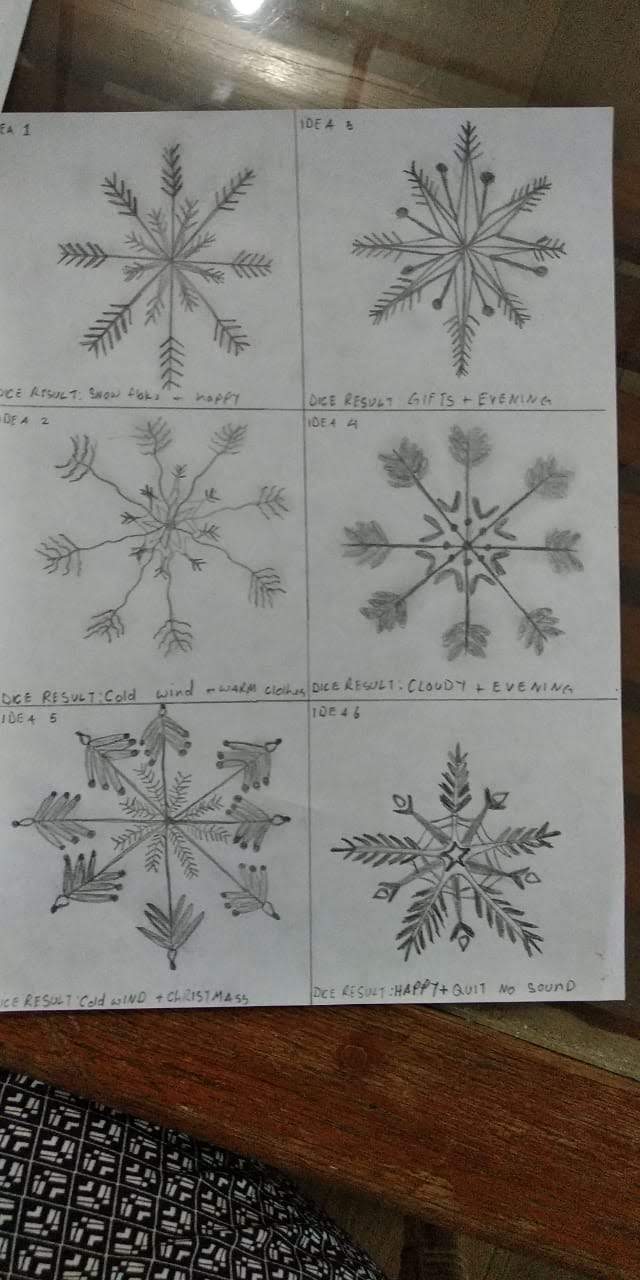 EA 1
DICE RESULT: SNOW flake + HAPPY
IDEA 3
DICE RESULT: GIFTS + EVENING
IDEA 2
DICE RESULT: Cold wind + WARM clothes
IDEA 4
DICE RESULT: CLOUDY + EVENING
IDEA 5
DICE RESULT: Cold WIND + CHRISTMASS
IDEA 6
DICE RESULT: HAPPY + QUIT NO SOUND